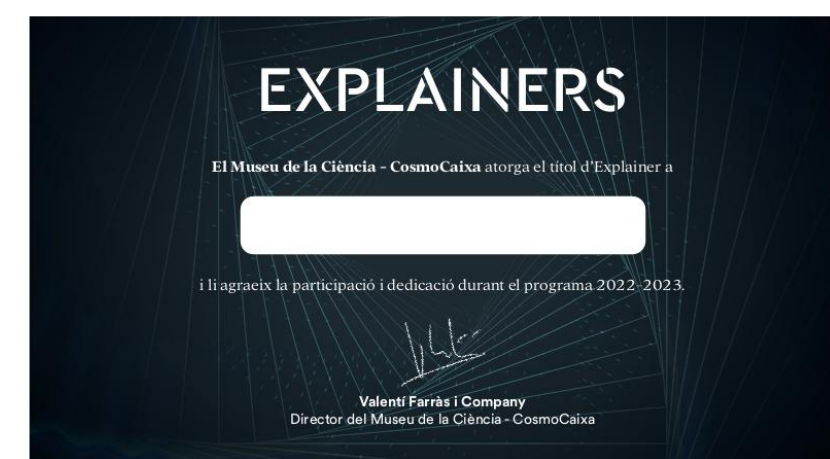 EXPLAINERS
El Museu de la Ciència - CosmoCaixa atorga el títol d'Explainer a
i li agraeix la participació i dedicació durant el programa 2022-2023.
Valentí Farràs i Company
Director del Museu de la Ciència - CosmoCaixa